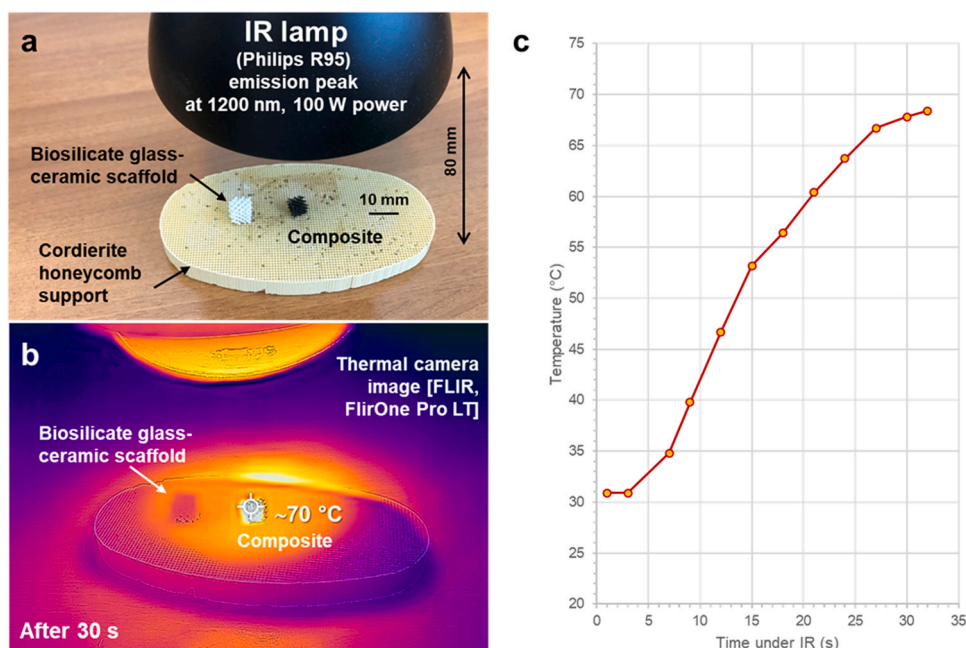 a
IR lamp
(Philips R95)
emission peak
at 1200 nm, 100 W power
80 mm
Biosilicate glass-
ceramic scaffold
10 mm
Composite
Cordierite
honeycomb
support
b
Thermal camera
image [FLIR,
FlirOne Pro LT]
Biosilicate glass-
ceramic scaffold
~70 °C
Composite
After 30 s
c
Temperature (°C)
75
70
65
60
55
50
45
40
35
30
25
20
0 5 10 15 20 25 30 35
Time under IR (s)